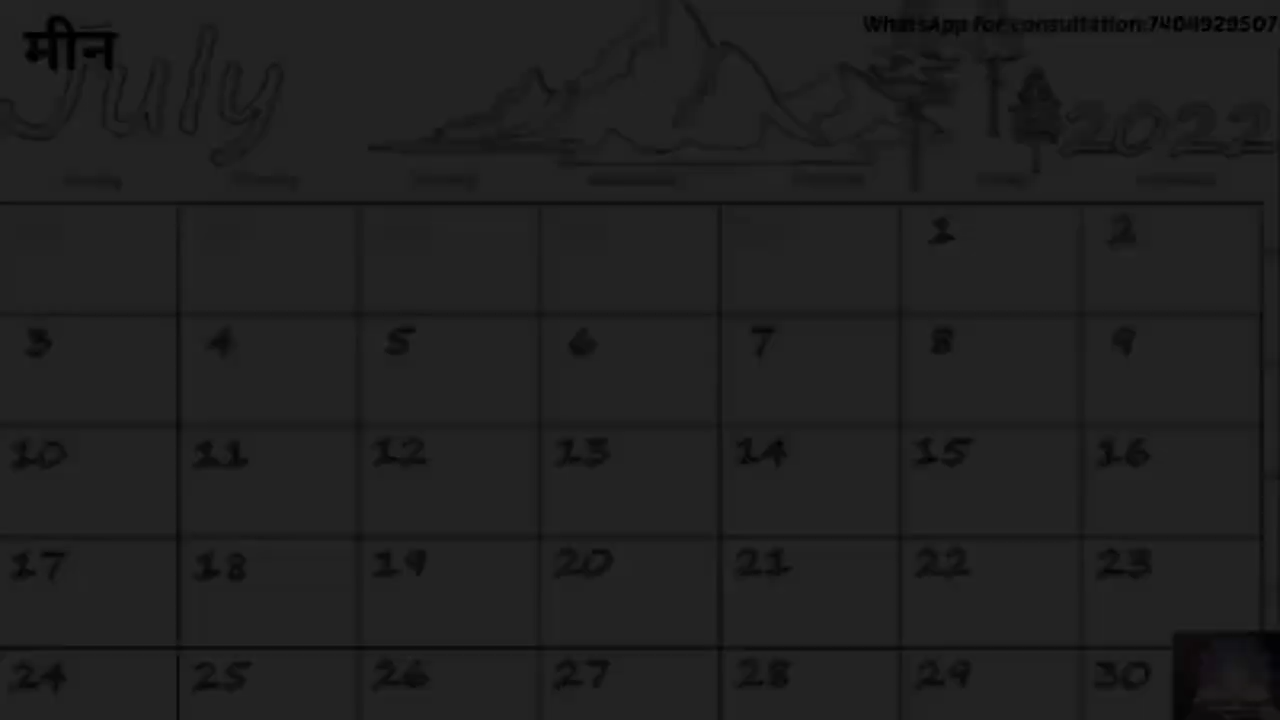 WhatsApp for consultation:7404929507
मीन
July
2022
1 2
3 4 5 6 7 8 9
10 11 12 13 14 15 16
17 18 19 20 21 22 23
24 25 26 27 28 29 30